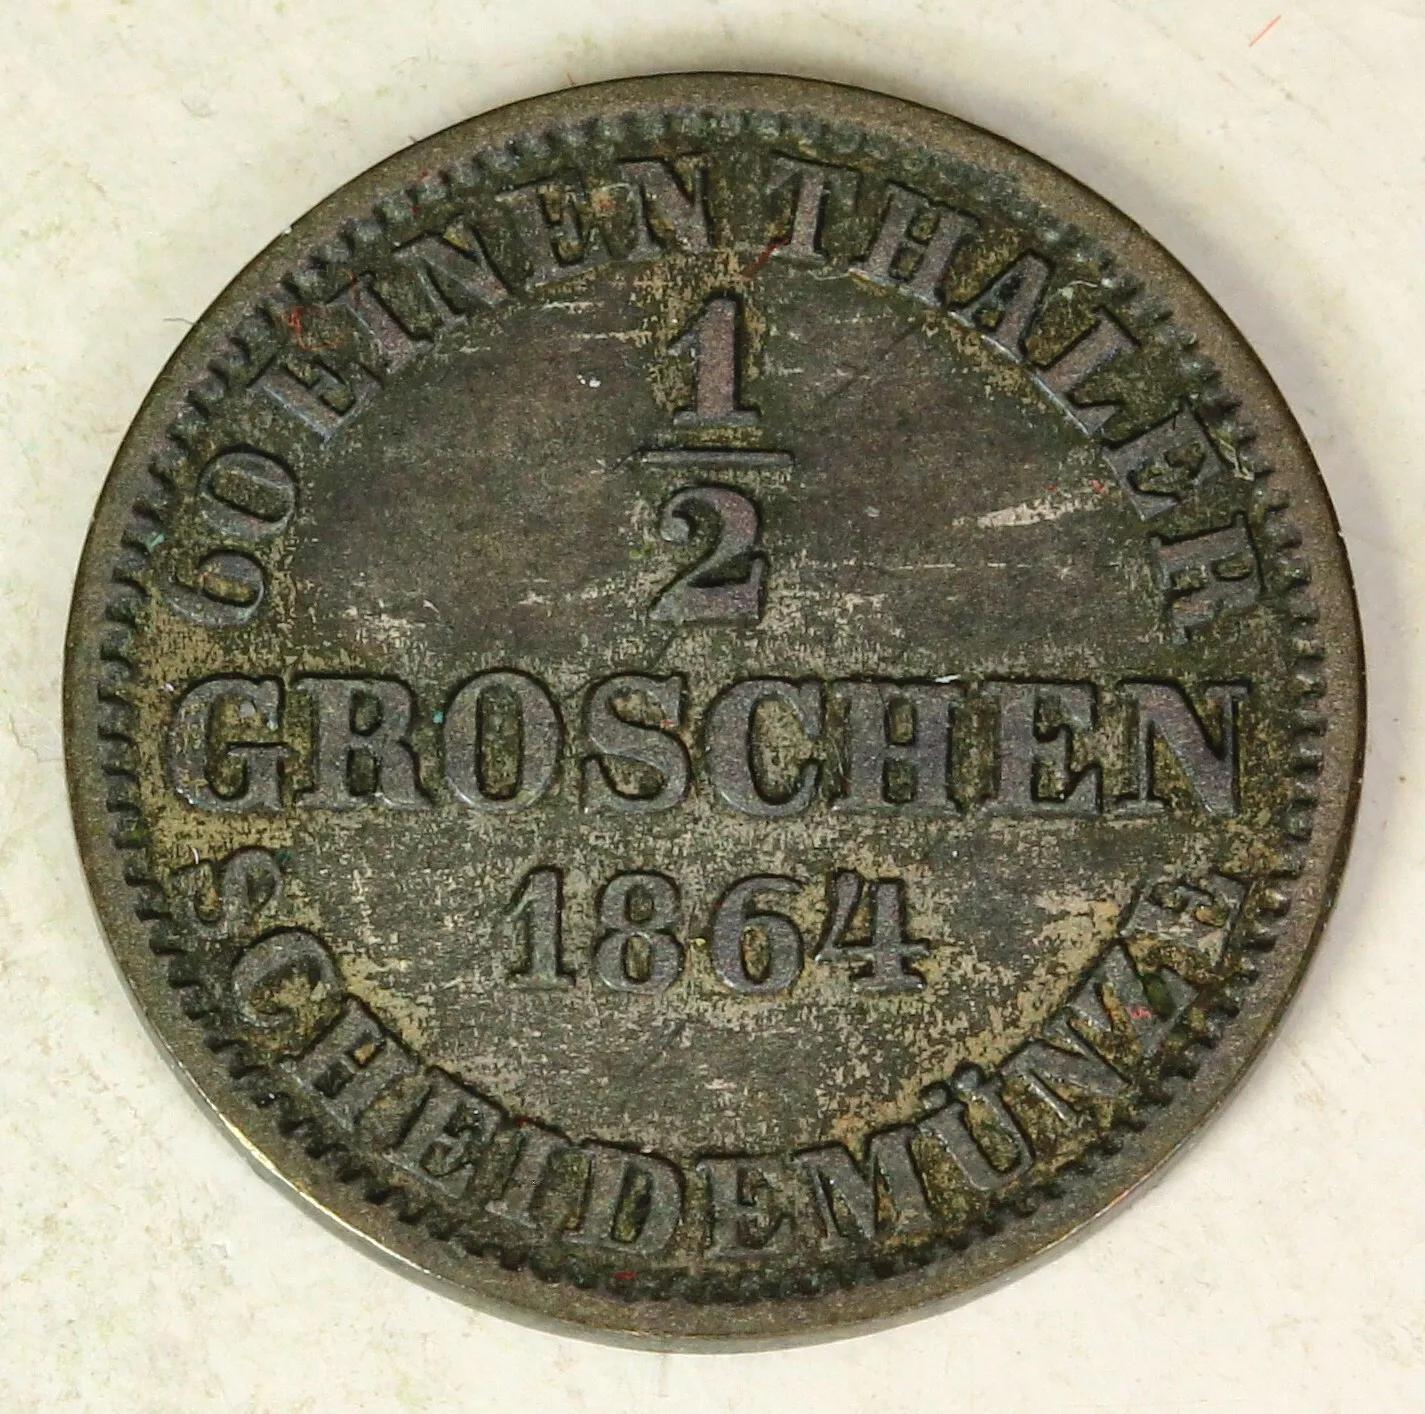 60 EINEN THALER
1/2
GROSCHEN
1864
SCHEIDEMÜNZE